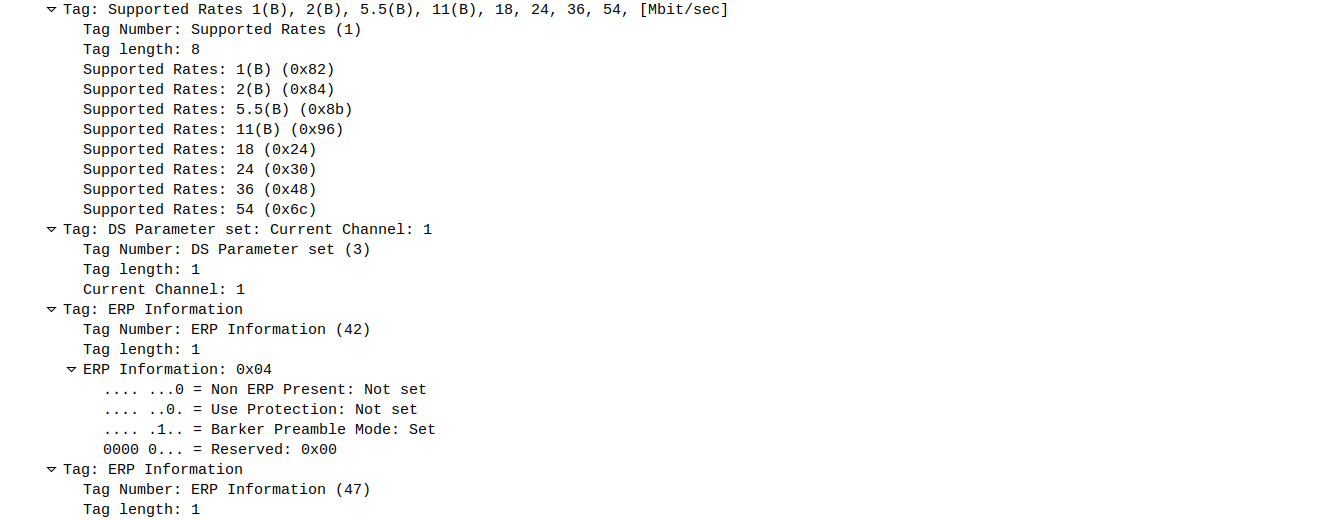 Tag: Supported Rates 1(B), 2(B), 5.5(B), 11(B), 18, 24, 36, 54, [Mbit/sec]
Tag Number: Supported Rates (1)
Tag length: 8
Supported Rates: 1(B) (0x82)
Supported Rates: 2(B) (0x84)
Supported Rates: 5.5(B) (0x8b)
Supported Rates: 11(B) (0x96)
Supported Rates: 18 (0x24)
Supported Rates: 24 (0x30)
Supported Rates: 36 (0x48)
Supported Rates: 54 (0x6c)
Tag: DS Parameter set: Current Channel: 1
Tag Number: DS Parameter set (3)
Tag length: 1
Current Channel: 1
Tag: ERP Information
Tag Number: ERP Information (42)
Tag length: 1
ERP Information: 0x04
.... ...0 = Non ERP Present: Not set
.... ..0. = Use Protection: Not set
.... .1.. = Barker Preamble Mode: Set
0000 0... = Reserved: 0x00
Tag: ERP Information
Tag Number: ERP Information (47)
Tag length: 1